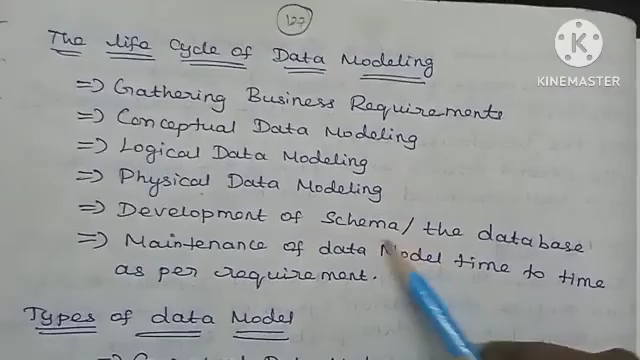 127
The life Cycle of Data Modeling
K
KINEMASTER
=> Gathering Business Requirements
=> Conceptual Data Modeling
=> Logical Data Modeling
=> Physical Data Modeling
=> Development of Schema/ the database
=> Maintenance of data Model time to time
as per requirement.
Types of data Model